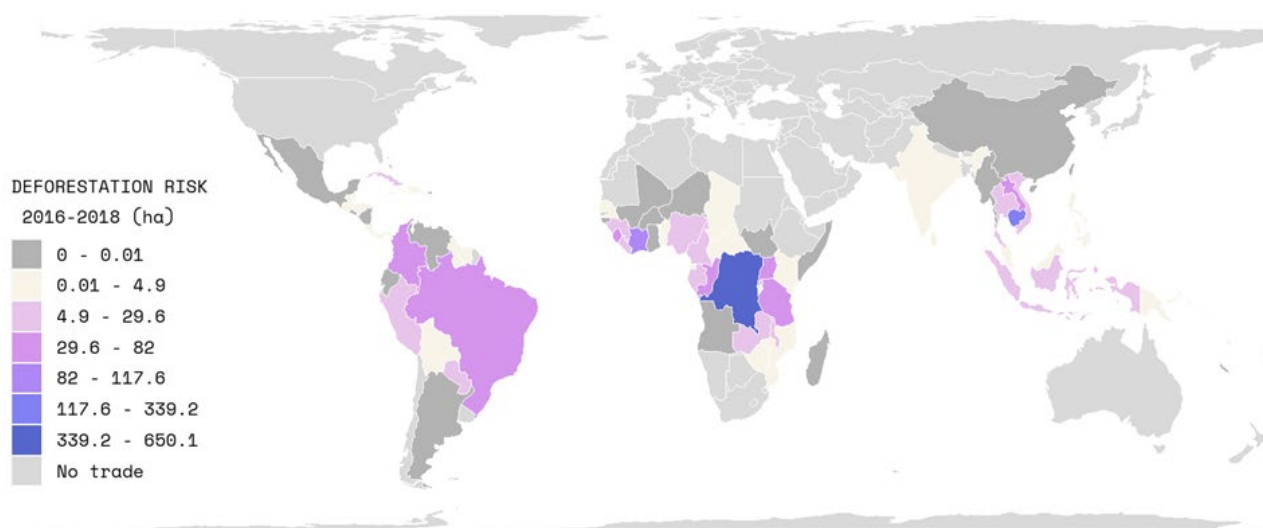 DEFORESTATION RISK
2016-2018 (ha)
0 - 0.01
0.01 - 4.9
4.9 - 29.6
29.6 - 82
82 - 117.6
117.6 - 339.2
339.2 - 650.1
No trade